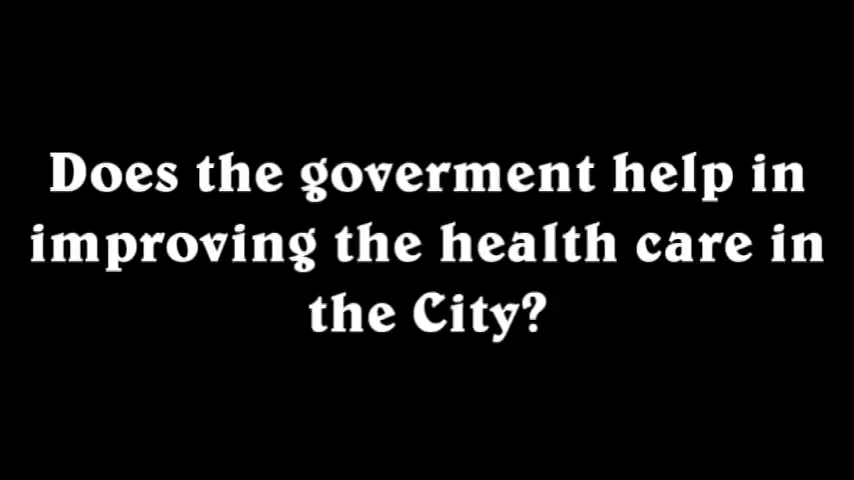 Does the goverment help in
improving the health care in
the City?